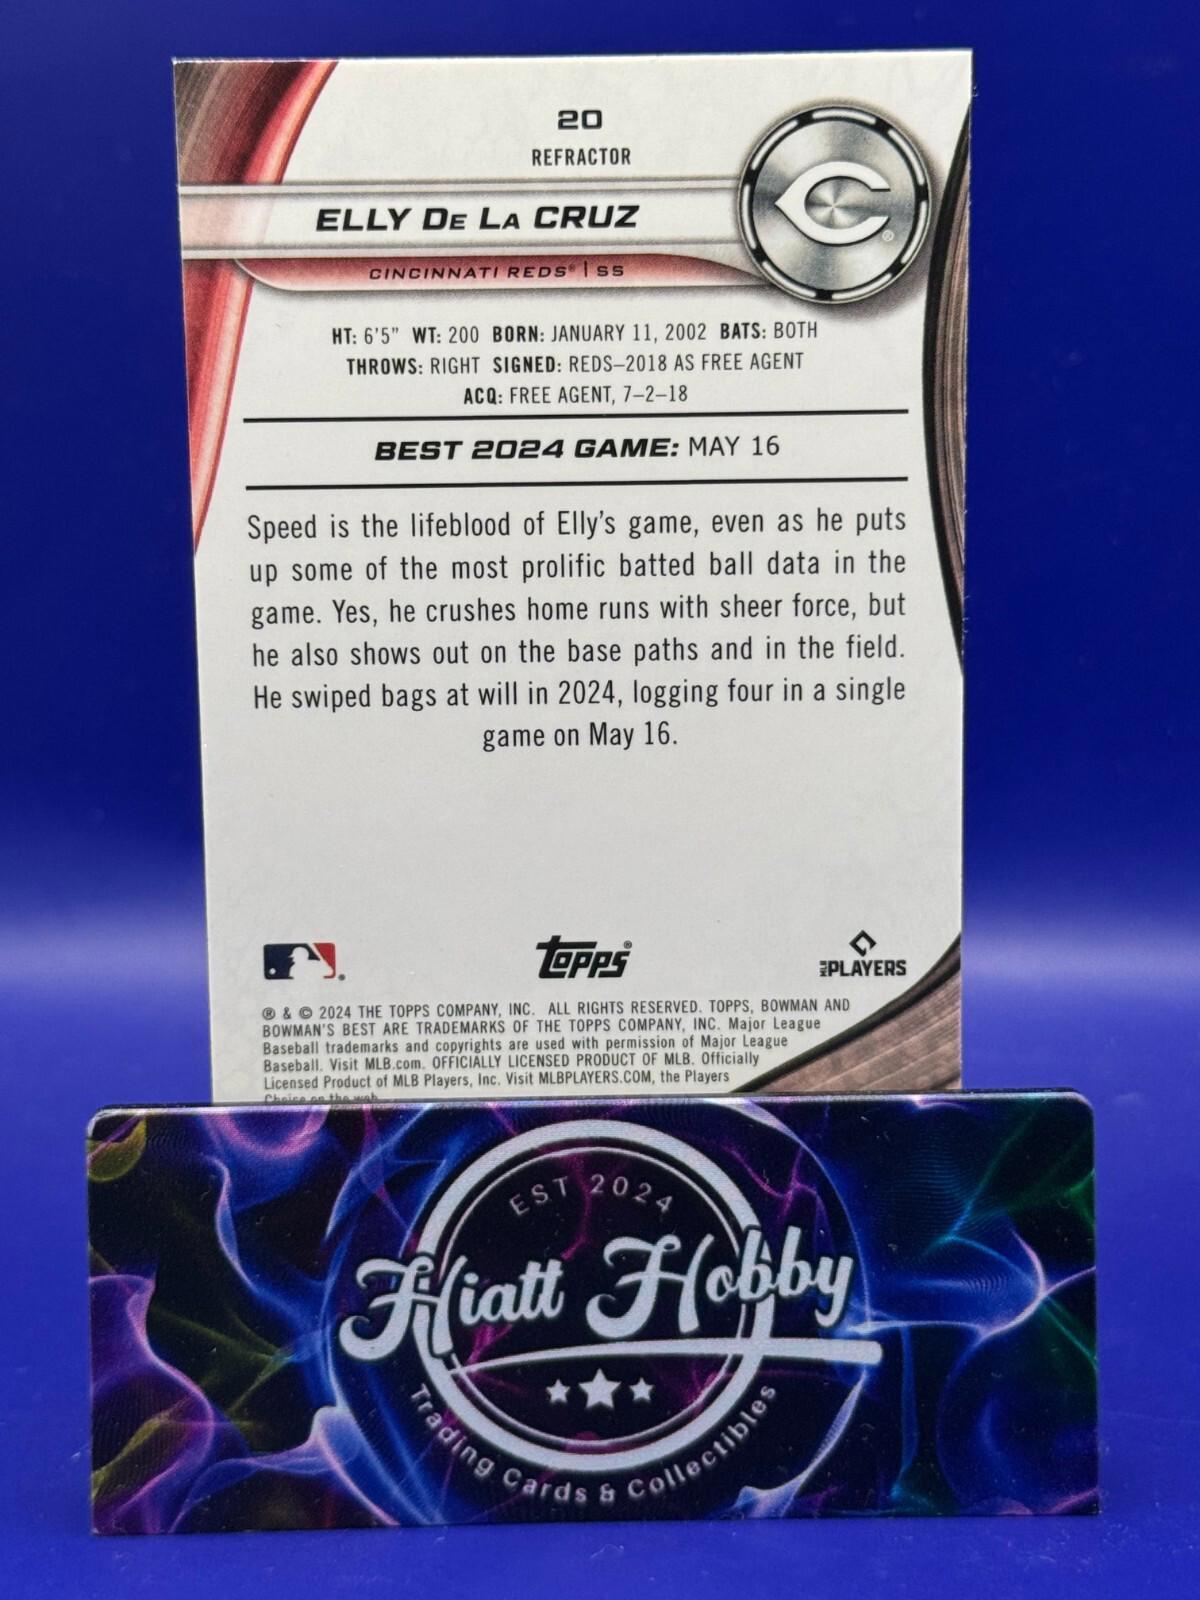 20
REFRACTOR
ELLY DE LA CRUZ
CINCINNATI REDS® | SS
C®
HT: 6'5" WT: 200 BORN: JANUARY 11, 2002 BATS: BOTH
THROWS: RIGHT SIGNED: REDS–2018 AS FREE AGENT
ACQ: FREE AGENT, 7–2–18
BEST 2024 GAME: MAY 16
Speed is the lifeblood of Elly's game, even as he puts
up some of the most prolific batted ball data in the
game. Yes, he crushes home runs with sheer force, but
he also shows out on the base paths and in the field.
He swiped bags at will in 2024, logging four in a single
game on May 16.
Topps®
MLB PLAYERS
® & © 2024 THE TOPPS COMPANY, INC. ALL RIGHTS RESERVED. TOPPS, BOWMAN AND
BOWMAN'S BEST ARE TRADEMARKS OF THE TOPPS COMPANY, INC. Major League
Baseball trademarks and copyrights are used with permission of Major League
Baseball. Visit MLB.com. OFFICIALLY LICENSED PRODUCT OF MLB. Officially
Licensed Product of MLB Players, Inc. Visit MLBPLAYERS.COM, the Players
Choice on the web.
EST 2024
Hiatt Hobby
Trading Cards & Collectibles